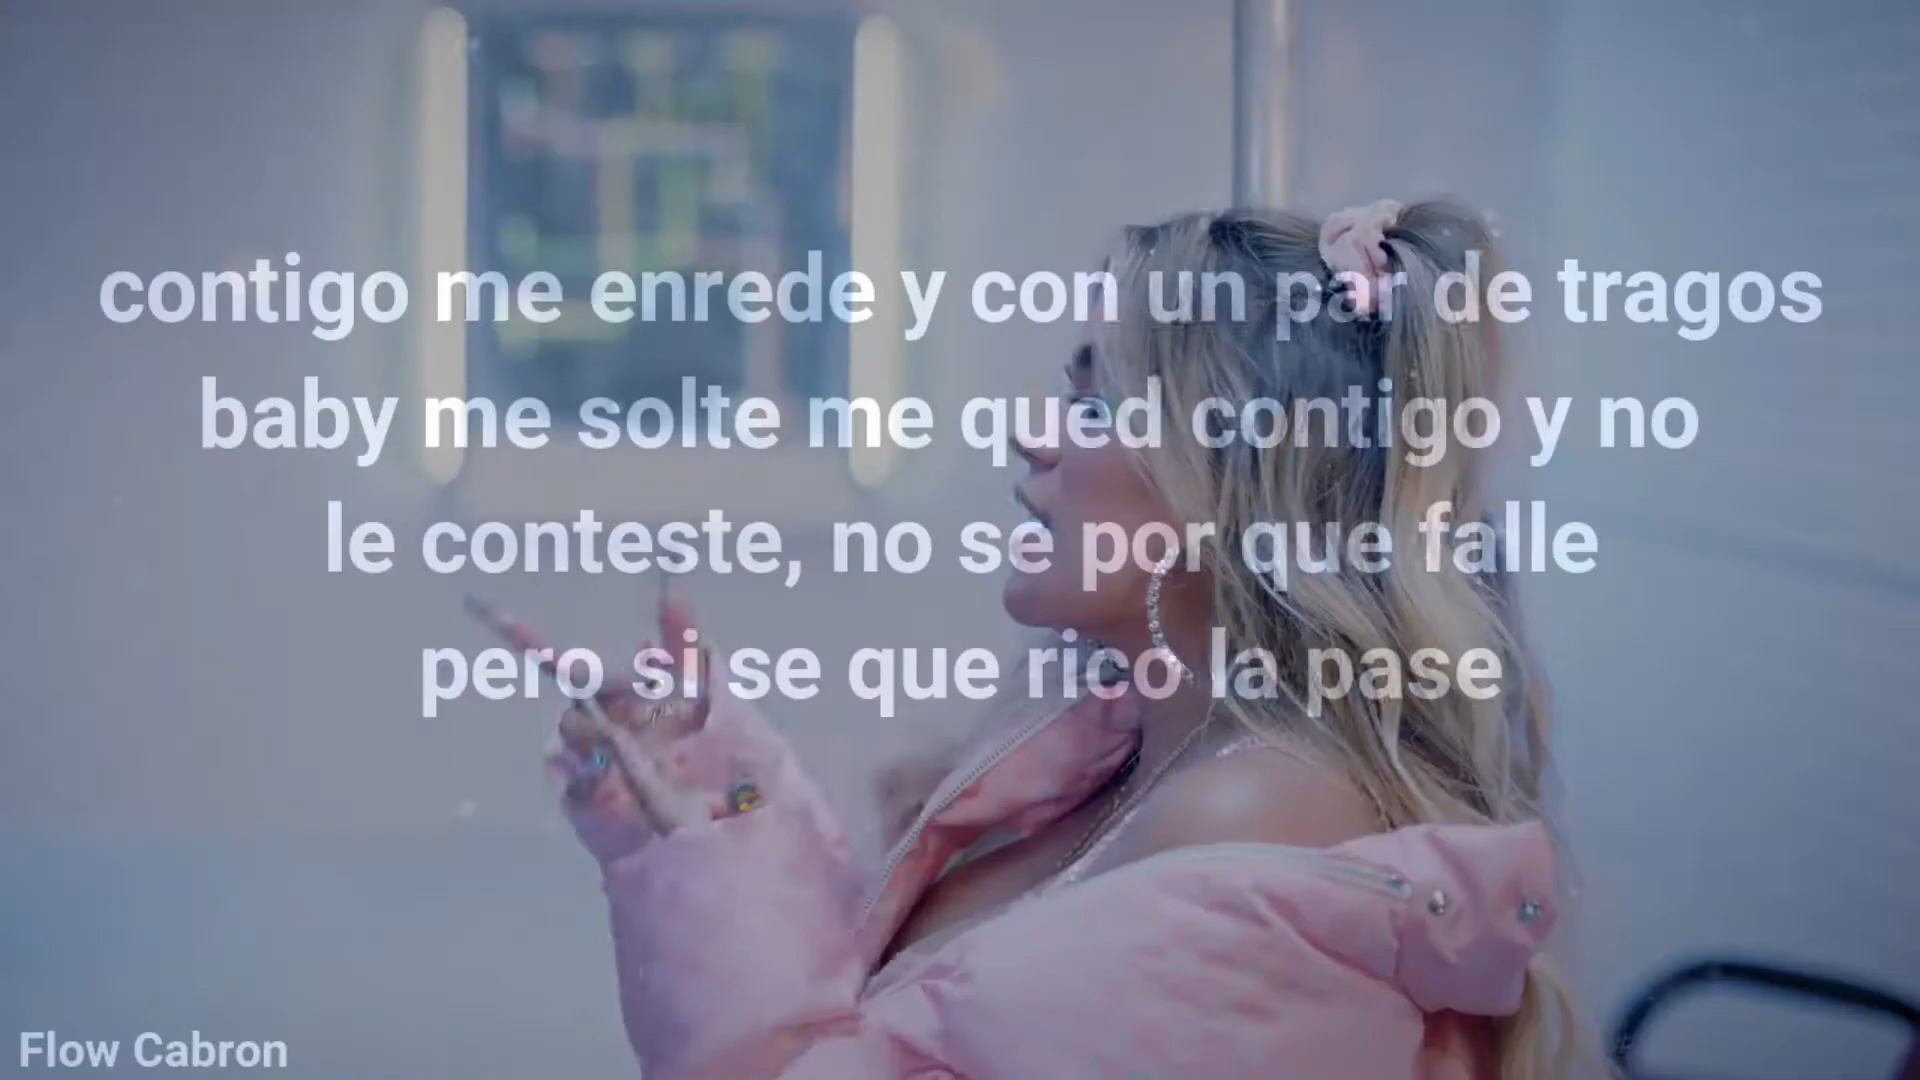 contigo me enrede y con un par de tragos
baby me solte me qued contigo y no
le conteste, no se por que falle
pero si se que rico la pase
Flow Cabron